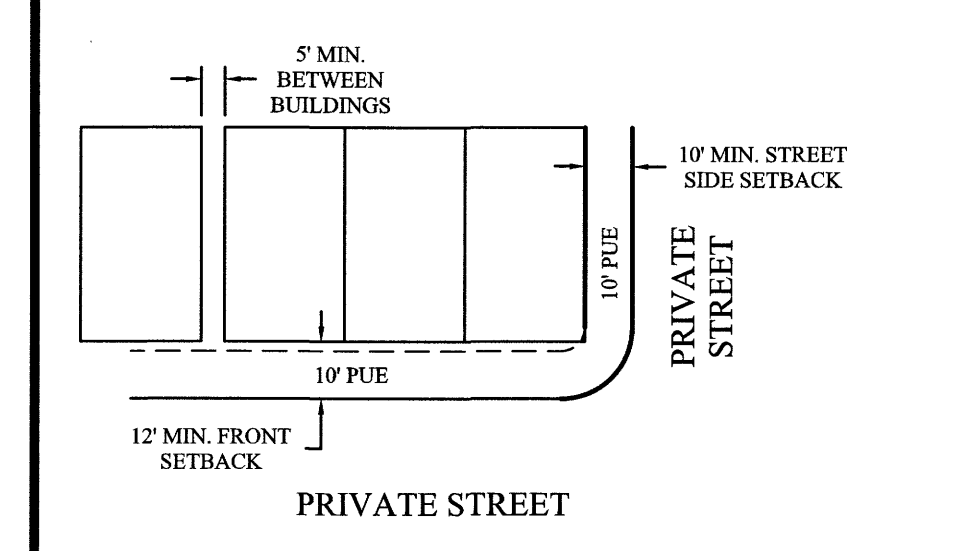 5' MIN.
BETWEEN
BUILDINGS
10' MIN. STREET
SIDE SETBACK
10' PUE
PRIVATE
STREET
10' PUE
12' MIN. FRONT
SETBACK
PRIVATE STREET